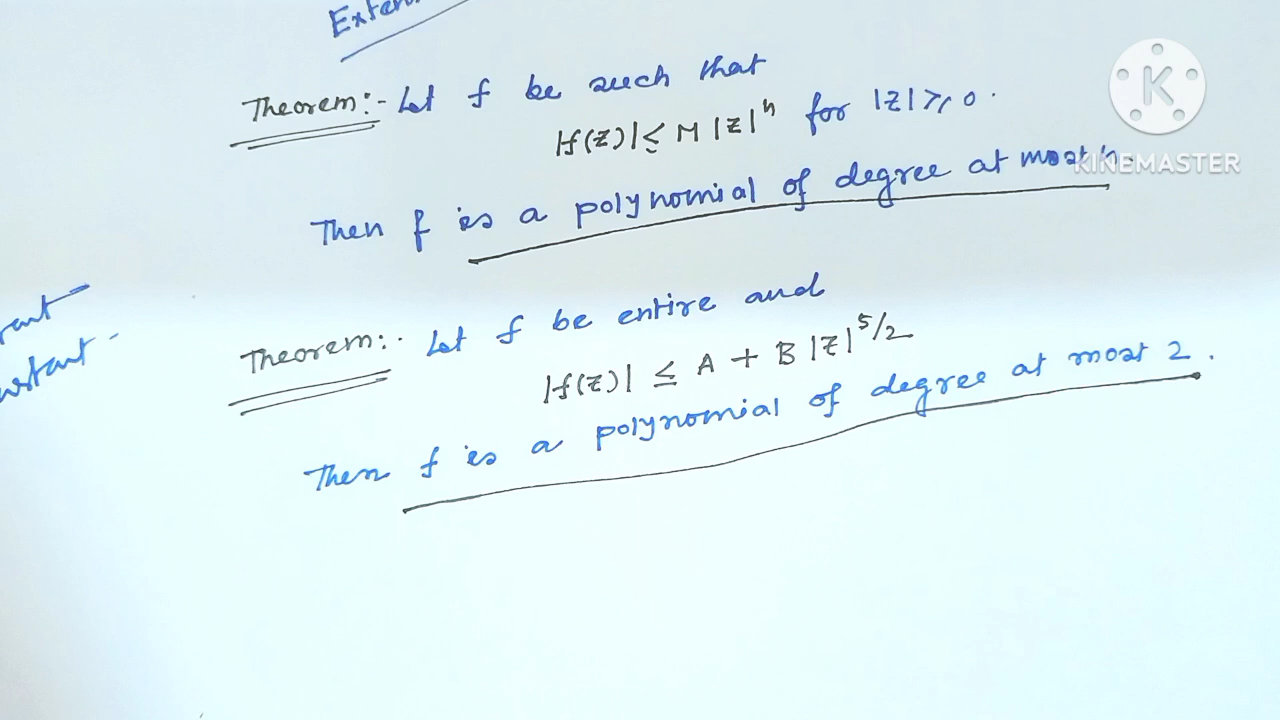 Exten
Theorem:- Let f be such that
|f(z)| ≤ M |z|ⁿ for |z| ≥ 0.
Then f is a polynomial of degree at most n.
K
KINEMASTER
Theorem:- Let f be entire and
|f(z)| ≤ A + B |z|^5/2
Then f is a polynomial of degree at most 2.